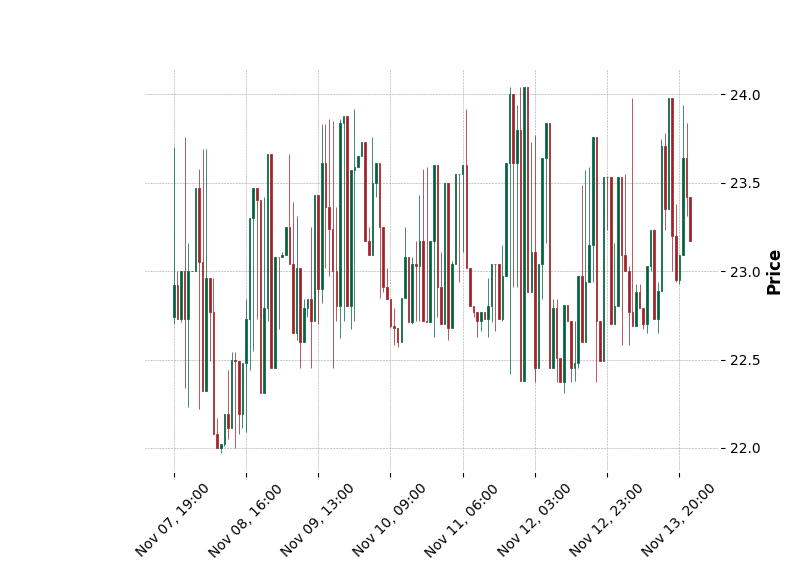 24.0
23.5
23.0
22.5
22.0
Price
Nov 07, 19:00
Nov 08, 16:00
Nov 09, 13:00
Nov 10, 09:00
Nov 11, 06:00
Nov 12, 03:00
Nov 12, 23:00
Nov 13, 20:00